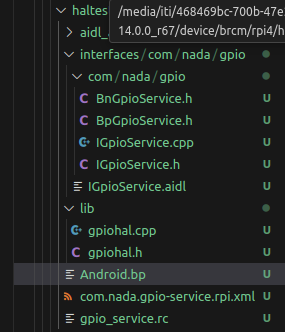 haltes
/media/iti/468469bc-700b-47e
14.0.0_r67/device/brcm/rpi4/h
aidl_
interfaces/com/nada/gpio
com/nada/gpio
BnGpioService.h U
BpGpioService.h U
IGpioService.cpp U
IGpioService.h U
IGpioService.aidl U
lib
gpiohal.cpp U
gpiohal.h U
Android.bp U
com.nada.gpio-service.rpi.xml U
gpio_service.rc U